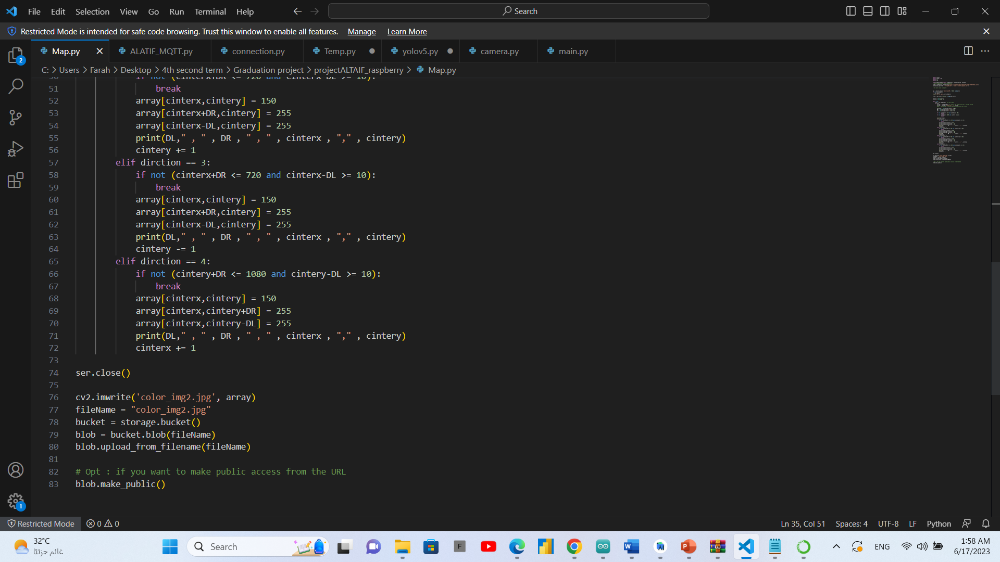 File Edit Selection View Go Run Terminal Help
Search
Restricted Mode is intended for safe code browsing. Trust this window to enable all features. Manage Learn More
Map.py ALATIF_MQTT.py connection.py Temp.py yolov5.py camera.py main.py
C: > Users > Farah > Desktop > 4th second term > Graduation project > projectALTAIF_raspberry > Map.py
50 if not (cinterx+DR <= 720 and cinterx-DL >= 10):
51 break
52 array[cinterx,cintery] = 150
53 array[cinterx+DR,cintery] = 255
54 array[cinterx-DL,cintery] = 255
55 print(DL," , " , DR , " , " , cinterx , "," , cintery)
56 cintery += 1
57 elif dirction == 3:
58 if not (cinterx+DR <= 720 and cinterx-DL >= 10):
59 break
60 array[cinterx,cintery] = 150
61 array[cinterx+DR,cintery] = 255
62 array[cinterx-DL,cintery] = 255
63 print(DL," , " , DR , " , " , cinterx , "," , cintery)
64 cintery -= 1
65 elif dirction == 4:
66 if not (cintery+DR <= 1080 and cintery-DL >= 10):
67 break
68 array[cinterx,cintery] = 150
69 array[cinterx,cintery+DR] = 255
70 array[cinterx,cintery-DL] = 255
71 print(DL," , " , DR , " , " , cinterx , "," , cintery)
72 cinterx += 1
73
74 ser.close()
75
76 cv2.imwrite('color_img2.jpg', array)
77 fileName = "color_img2.jpg"
78 bucket = storage.bucket()
79 blob = bucket.blob(fileName)
80 blob.upload_from_filename(fileName)
81
82 # Opt : if you want to make public access from the URL
83 blob.make_public()
2
1
Restricted Mode 0 0 Ln 35, Col 51 Spaces: 4 UTF-8 LF Python
32°C
غائم جزئيًا
Search
ENG
1:58 AM
6/17/2023